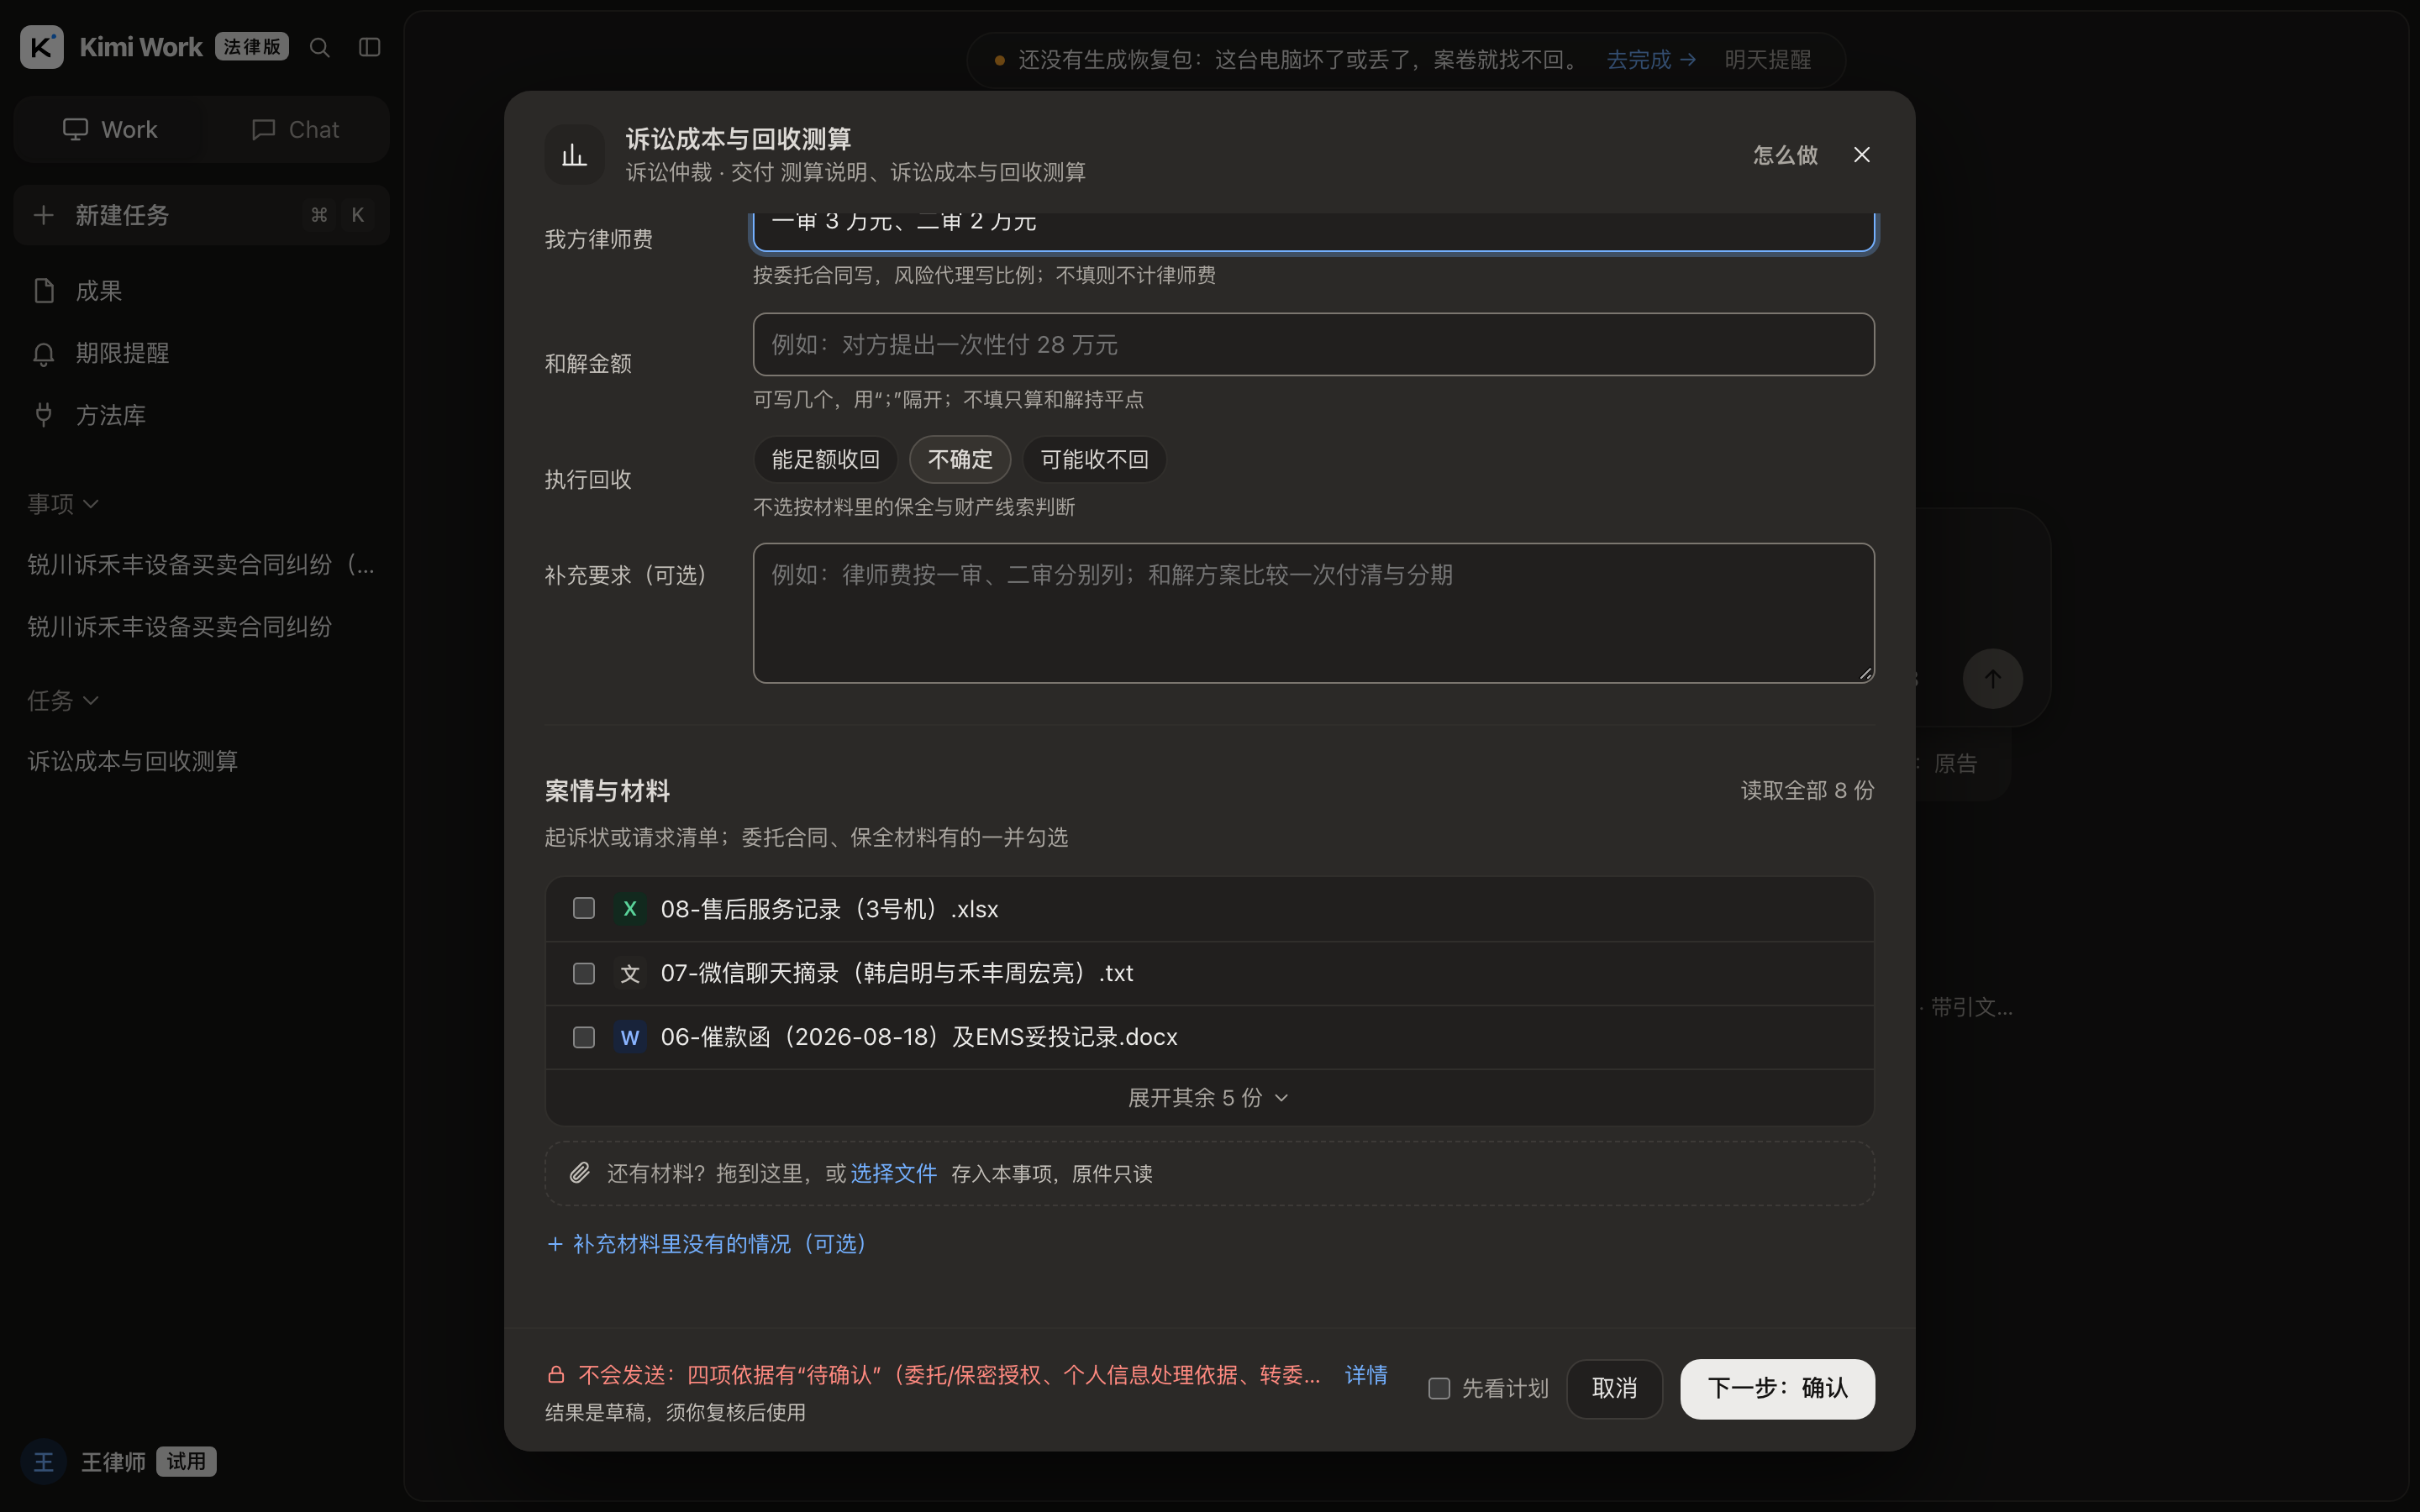 Kimi Work 法律版
Work
Chat
新建任务 ⌘ K
成果
期限提醒
方法库
事项
锐川诉禾丰设备买卖合同纠纷（...
锐川诉禾丰设备买卖合同纠纷
任务
诉讼成本与回收测算
王 王律师 试用
还没有生成恢复包：这台电脑坏了或丢了，案卷就找不回。 去完成 → 明天提醒
诉讼成本与回收测算
诉讼仲裁 · 交付 测算说明、诉讼成本与回收测算
怎么做
我方律师费
一审 3 万元、二审 2 万元
按委托合同写，风险代理写比例；不填则不计律师费
和解金额
例如：对方提出一次性付 28 万元
可写几个，用“；”隔开；不填只算和解持平点
执行回收
能足额收回 不确定 可能收不回
不选按材料里的保全与财产线索判断
补充要求（可选）
例如：律师费按一审、二审分别列；和解方案比较一次付清与分期
案情与材料
读取全部 8 份
起诉状或请求清单；委托合同、保全材料有的一并勾选
X 08-售后服务记录（3号机）.xlsx
文 07-微信聊天摘录（韩启明与禾丰周宏亮）.txt
W 06-催款函（2026-08-18）及EMS妥投记录.docx
展开其余 5 份
还有材料？拖到这里，或选择文件 存入本事项，原件只读
+ 补充材料里没有的情况（可选）
不会发送：四项依据有“待确认”（委托/保密授权、个人信息处理依据、转委... 详情
结果是草稿，须你复核后使用
先看计划
取消
下一步：确认
：原告
· 带引文...